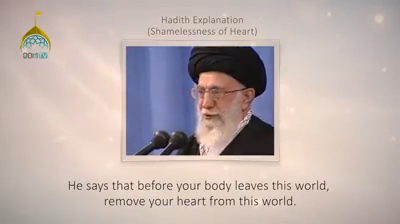 Hadith Explanation
(Shamelessness of Heart)
He says that before your body leaves this world,
remove your heart from this world.